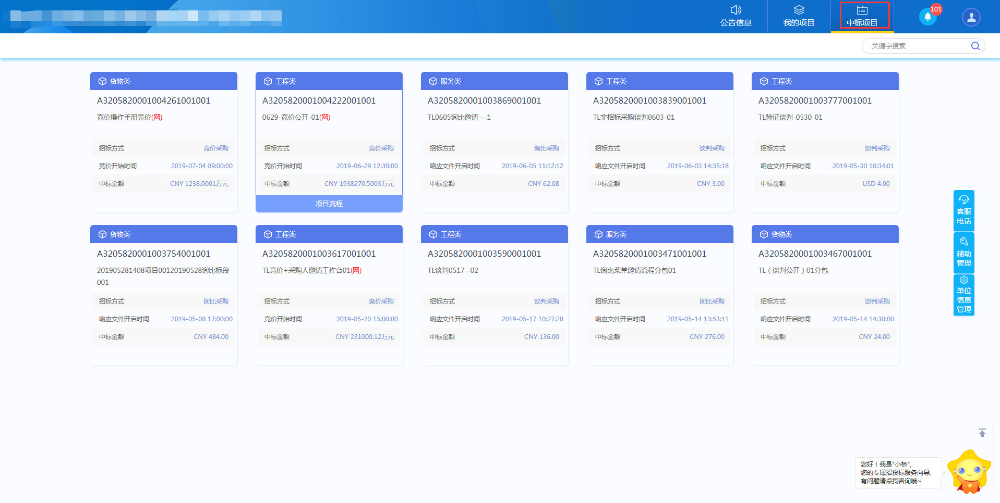 公告信息
我的项目
中标项目
101
关键字搜索
货物类
A3205820001004261001001
竞价操作手册竞价(网)
招标方式 竞价采购
竞价开始时间 2019-07-04 09:00:00
中标金额 CNY 1238.0001万元
工程类
A3205820001004222001001
0629-竞价公开-01(网)
招标方式 竞价采购
竞价开始时间 2019-06-29 12:30:00
中标金额 CNY 1938270.5003万元
项目流程
服务类
A3205820001003869001001
TL0605询比邀请---1
招标方式 询比采购
响应文件开启时间 2019-06-05 11:12:12
中标金额 CNY 62.08
工程类
A3205820001003839001001
TL非招标采购谈判0603-01
招标方式 谈判采购
响应文件开启时间 2019-06-03 14:35:18
中标金额 CNY 3.00
工程类
A3205820001003777001001
TL验证谈判-0530-01
招标方式 谈判采购
响应文件开启时间 2019-05-30 10:34:01
中标金额 USD 4.00
货物类
A3205820001003754001001
201905281408项目00120190528询比标段
001
招标方式 询比采购
响应文件开启时间 2019-05-08 17:00:00
中标金额 CNY 484.00
工程类
A3205820001003617001001
TL竞价+采购人邀请工作台01(网)
招标方式 竞价采购
竞价开始时间 2019-05-20 15:00:00
中标金额 CNY 231000.12万元
工程类
A3205820001003590001001
TL谈判0517--02
招标方式 谈判采购
响应文件开启时间 2019-05-17 10:27:28
中标金额 CNY 136.00
服务类
A3205820001003471001001
TL询比菜单邀请流程分包01
招标方式 询比采购
响应文件开启时间 2019-05-14 13:53:11
中标金额 CNY 276.00
货物类
A3205820001003467001001
TL（谈判公开）01分包
招标方式 谈判采购
响应文件开启时间 2019-05-14 14:30:00
中标金额 CNY 24.00
客服
电话
辅助
管理
单位
信息
管理
您好！我是"小桥",
您的专属招投标服务向导,
有问题请点我咨询哦~